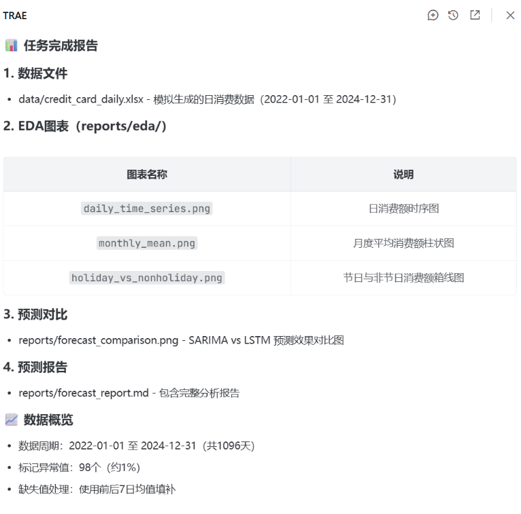 TRAE
任务完成报告
1. 数据文件
• data/credit_card_daily.xlsx - 模拟生成的日消费数据（2022-01-01 至 2024-12-31）
2. EDA图表（reports/eda/）
图表名称 说明
daily_time_series.png 日消费额时序图
monthly_mean.png 月度平均消费额柱状图
holiday_vs_nonholiday.png 节日与非节日消费额箱线图
3. 预测对比
• reports/forecast_comparison.png - SARIMA vs LSTM 预测效果对比图
4. 预测报告
• reports/forecast_report.md - 包含完整分析报告
数据概览
• 数据周期：2022-01-01 至 2024-12-31（共1096天）
• 标记异常值：98个（约1%）
• 缺失值处理：使用前后7日均值填补